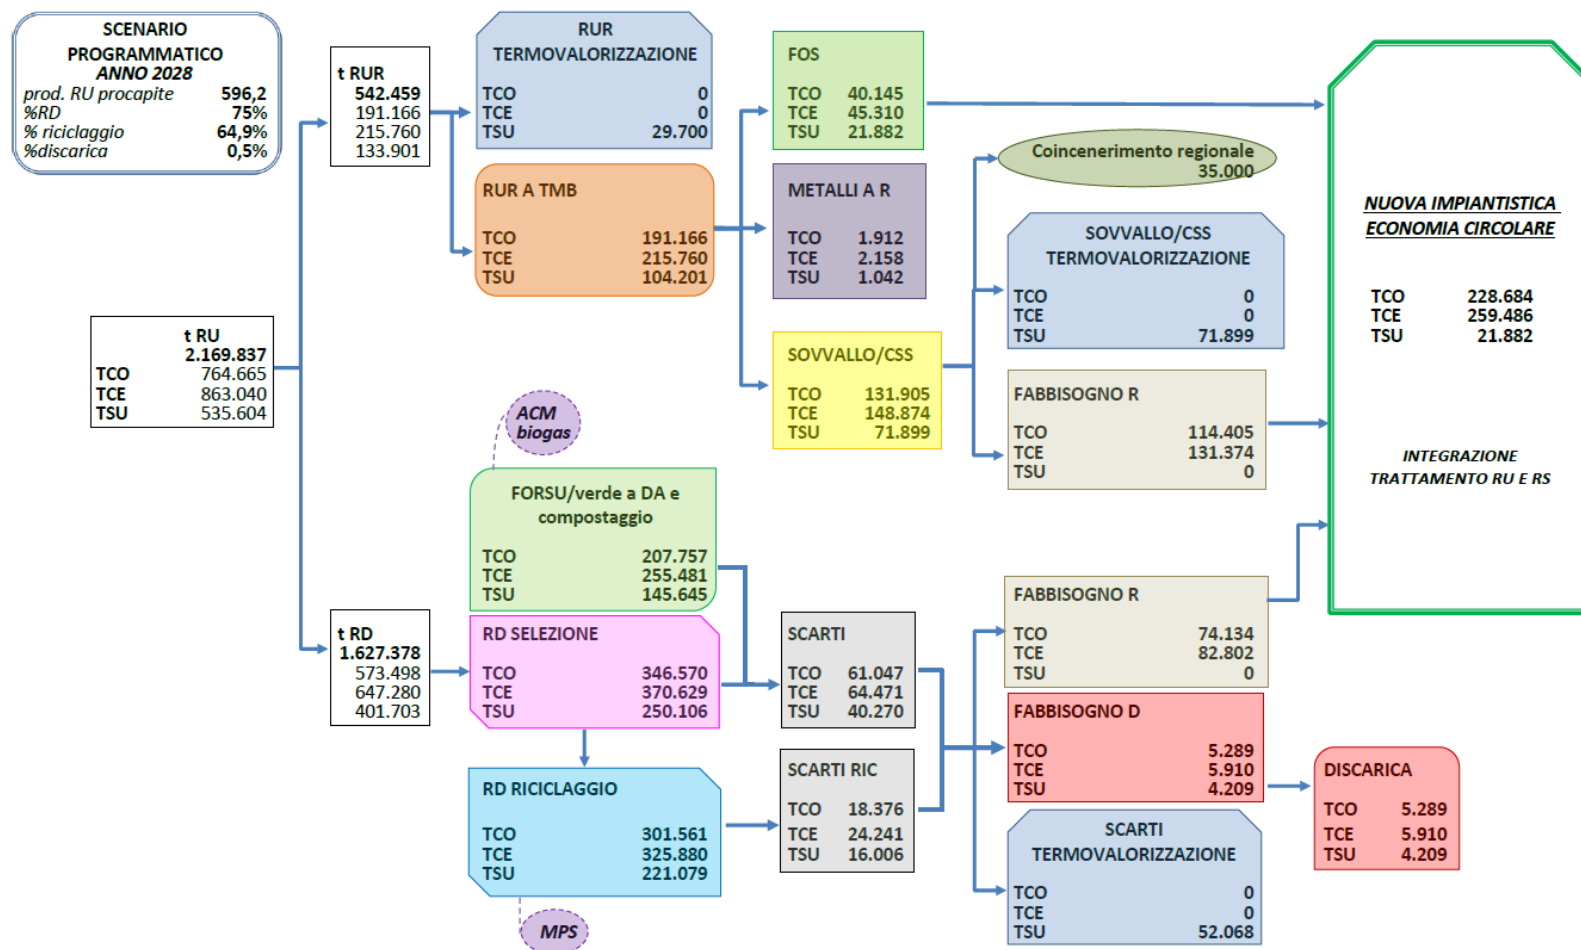 SCENARIO
PROGRAMMATICO
ANNO 2028
prod. RU procapite 596,2
%RD 75%
% riciclaggio 64,9%
%discarica 0,5%
t RU
2.169.837
TCO 764.665
TCE 863.040
TSU 535.604
t RUR
542.459
191.166
215.760
133.901
t RD
1.627.378
573.498
647.280
401.703
RUR
TERMOVALORIZZAZIONE
TCO 0
TCE 0
TSU 29.700
RUR A TMB
TCO 191.166
TCE 215.760
TSU 104.201
ACM
biogas
FORSU/verde a DA e
compostaggio
TCO 207.757
TCE 255.481
TSU 145.645
RD SELEZIONE
TCO 346.570
TCE 370.629
TSU 250.106
RD RICICLAGGIO
TCO 301.561
TCE 325.880
TSU 221.079
MPS
FOS
TCO 40.145
TCE 45.310
TSU 21.882
METALLI A R
TCO 1.912
TCE 2.158
TSU 1.042
SOVVALLO/CSS
TCO 131.905
TCE 148.874
TSU 71.899
SCARTI
TCO 61.047
TCE 64.471
TSU 40.270
SCARTI RIC
TCO 18.376
TCE 24.241
TSU 16.006
Coincenerimento regionale
35.000
SOVVALLO/CSS
TERMOVALORIZZAZIONE
TCO 0
TCE 0
TSU 71.899
FABBISOGNO R
TCO 114.405
TCE 131.374
TSU 0
FABBISOGNO R
TCO 74.134
TCE 82.802
TSU 0
FABBISOGNO D
TCO 5.289
TCE 5.910
TSU 4.209
SCARTI
TERMOVALORIZZAZIONE
TCO 0
TCE 0
TSU 52.068
NUOVA IMPIANTISTICA
ECONOMIA CIRCOLARE
TCO 228.684
TCE 259.486
TSU 21.882
INTEGRAZIONE
TRATTAMENTO RU E RS
DISCARICA
TCO 5.289
TCE 5.910
TSU 4.209